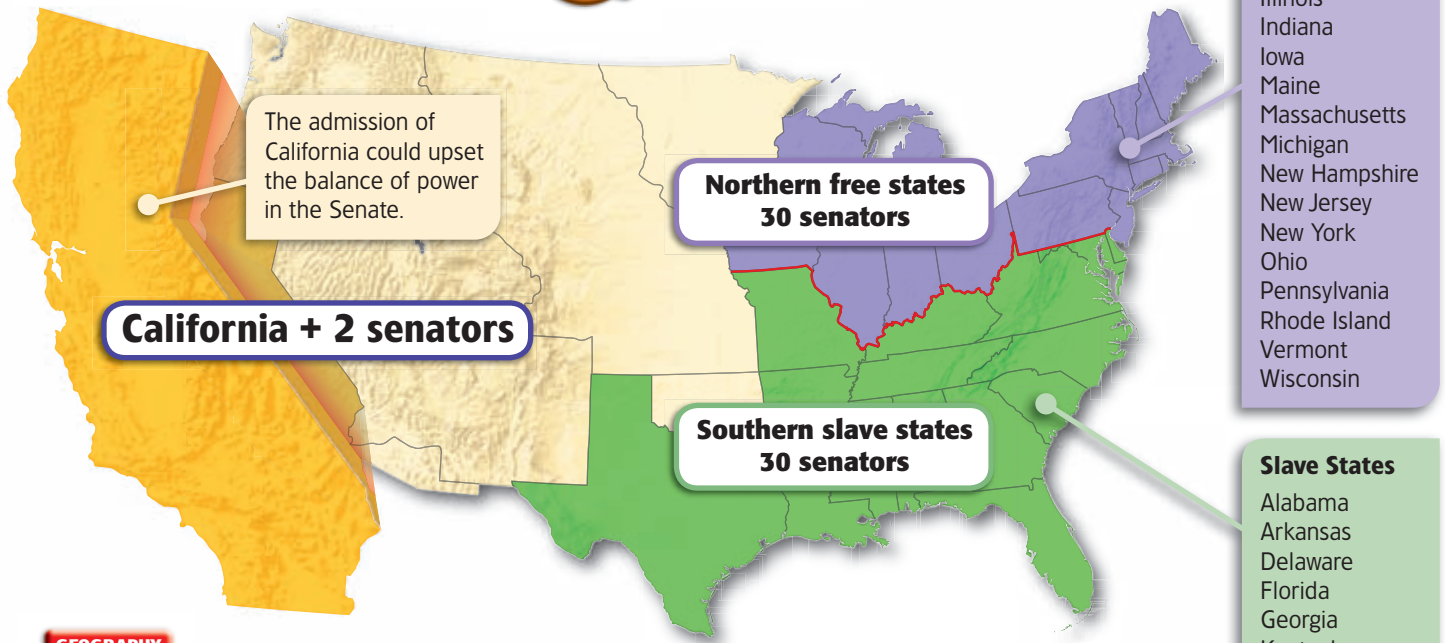 Illinois
Indiana
Iowa
Maine
Massachusetts
Michigan
New Hampshire
New Jersey
New York
Ohio
Pennsylvania
Rhode Island
Vermont
Wisconsin
The admission of
California could upset
the balance of power
in the Senate.
Northern free states
30 senators
California + 2 senators
Southern slave states
30 senators
Slave States
Alabama
Arkansas
Delaware
Florida
Georgia
GEOGRAPHY